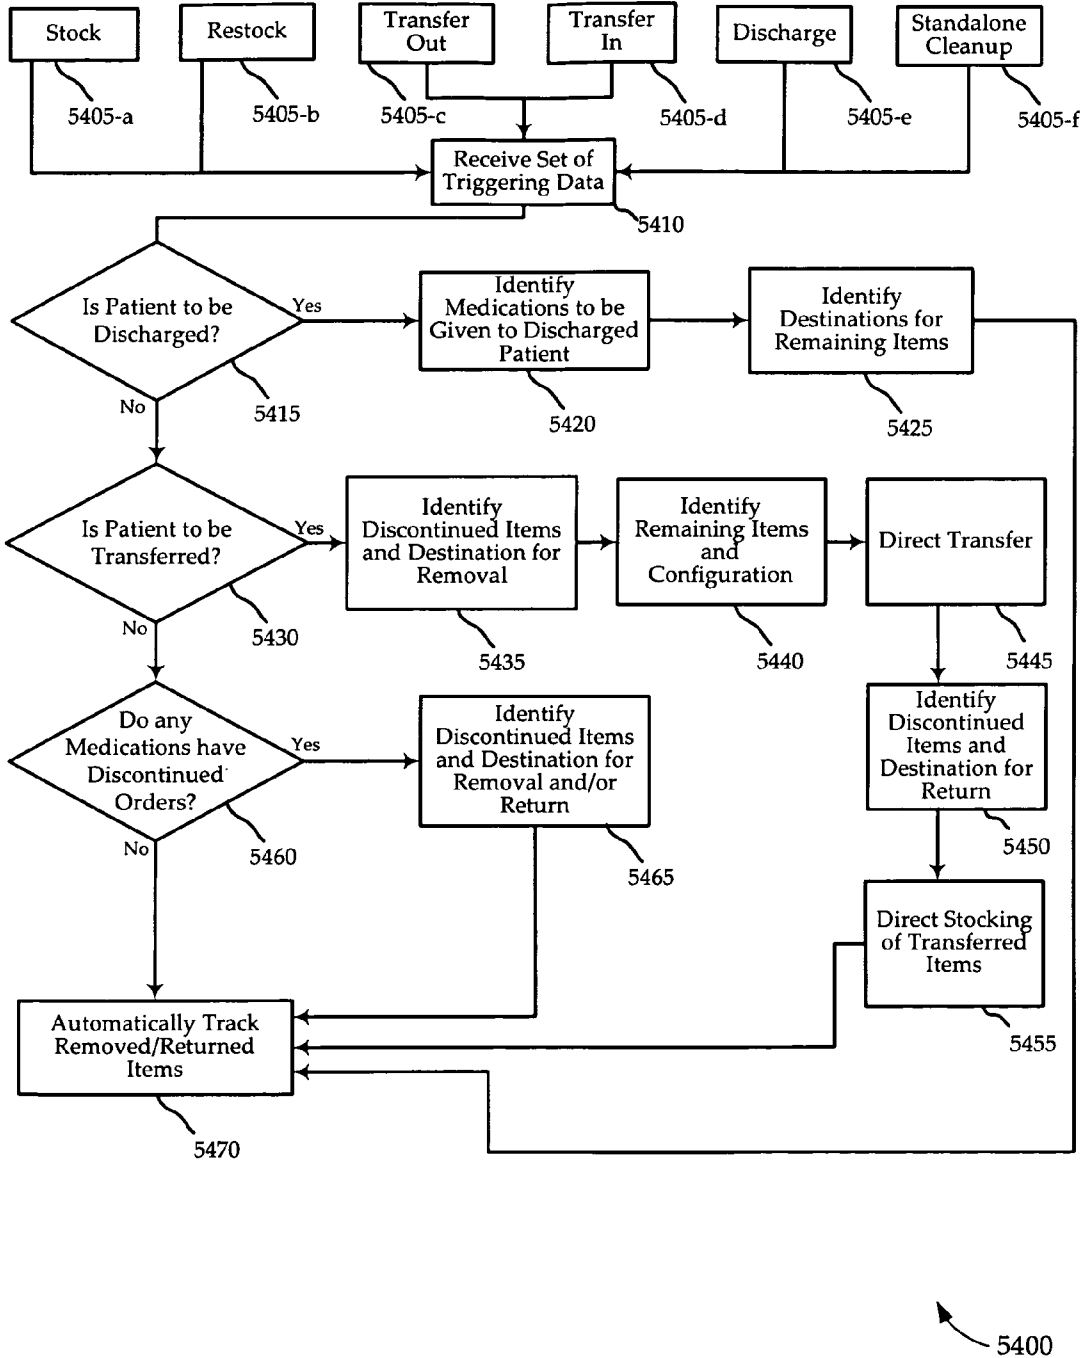 Stock
Restock
Transfer
Out
Transfer
In
Discharge
Standalone
Cleanup
5405-a
5405-b
5405-c
5405-d
5405-e
5405-f
Receive Set of
Triggering Data
5410
Is Patient to be
Discharged?
Yes
No
5415
Identify
Medications to be
Given to Discharged
Patient
5420
Identify
Destinations for
Remaining Items
5425
Is Patient to be
Transferred?
Yes
No
5430
Identify
Discontinued Items
and Destination for
Removal
5435
Identify
Remaining Items
and
Configuration
5440
Direct Transfer
5445
Do any
Medications have
Discontinued
Orders?
Yes
No
5460
Identify
Discontinued Items
and Destination for
Removal and/or
Return
5465
Identify
Discontinued
Items and
Destination for
Return
5450
Direct Stocking
of Transferred
Items
5455
Automatically Track
Removed/Returned
Items
5470
5400